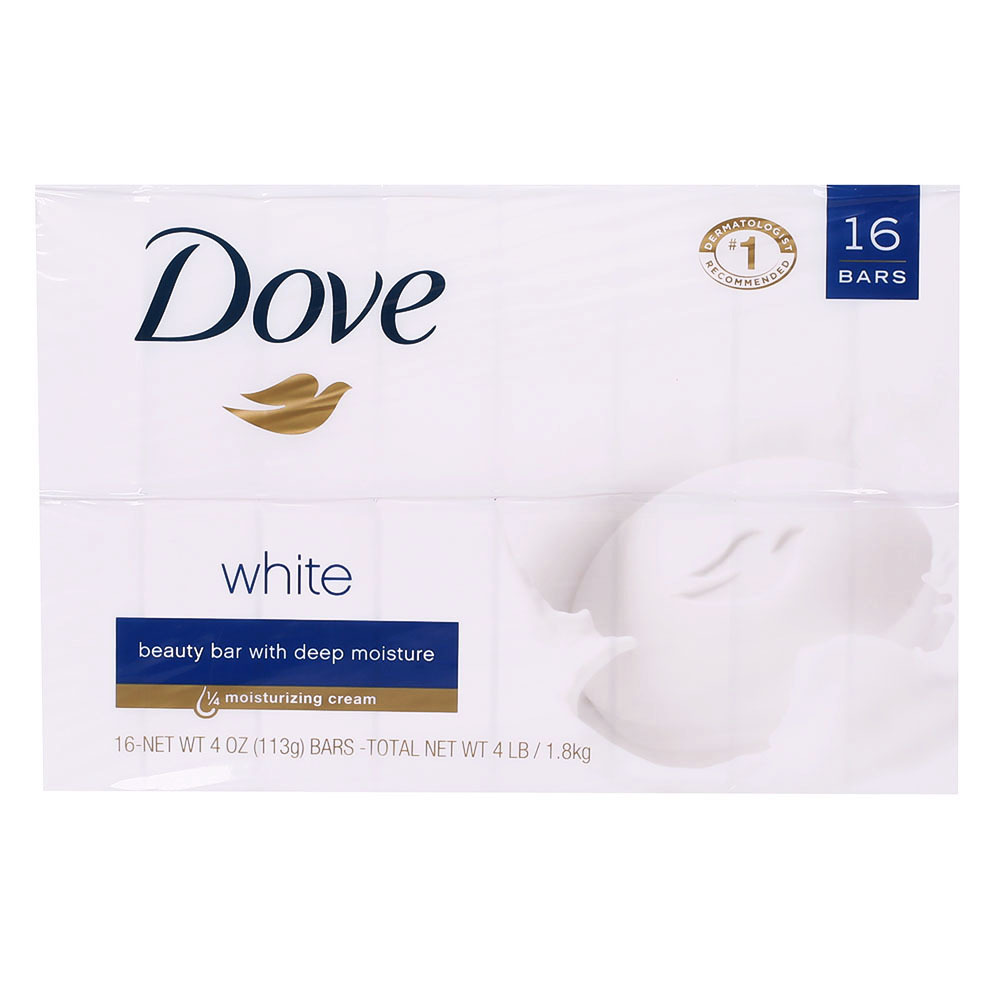 Dove
DERMATOLOGIST
#1
RECOMMENDED
16
BARS
white
beauty bar with deep moisture
¼ moisturizing cream
16-NET WT 4 OZ (113g) BARS -TOTAL NET WT 4 LB / 1.8kg